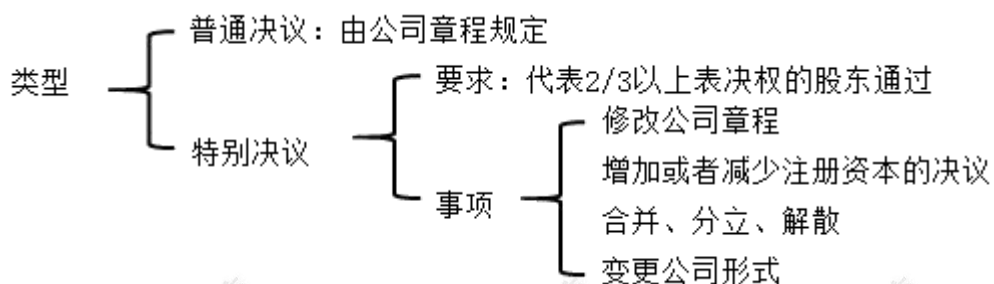 普通决议：由公司章程规定
类型
要求：代表2/3以上表决权的股东通过
特别决议
修改公司章程
增加或者减少注册资本的决议
事项
合并、分立、解散
变更公司形式